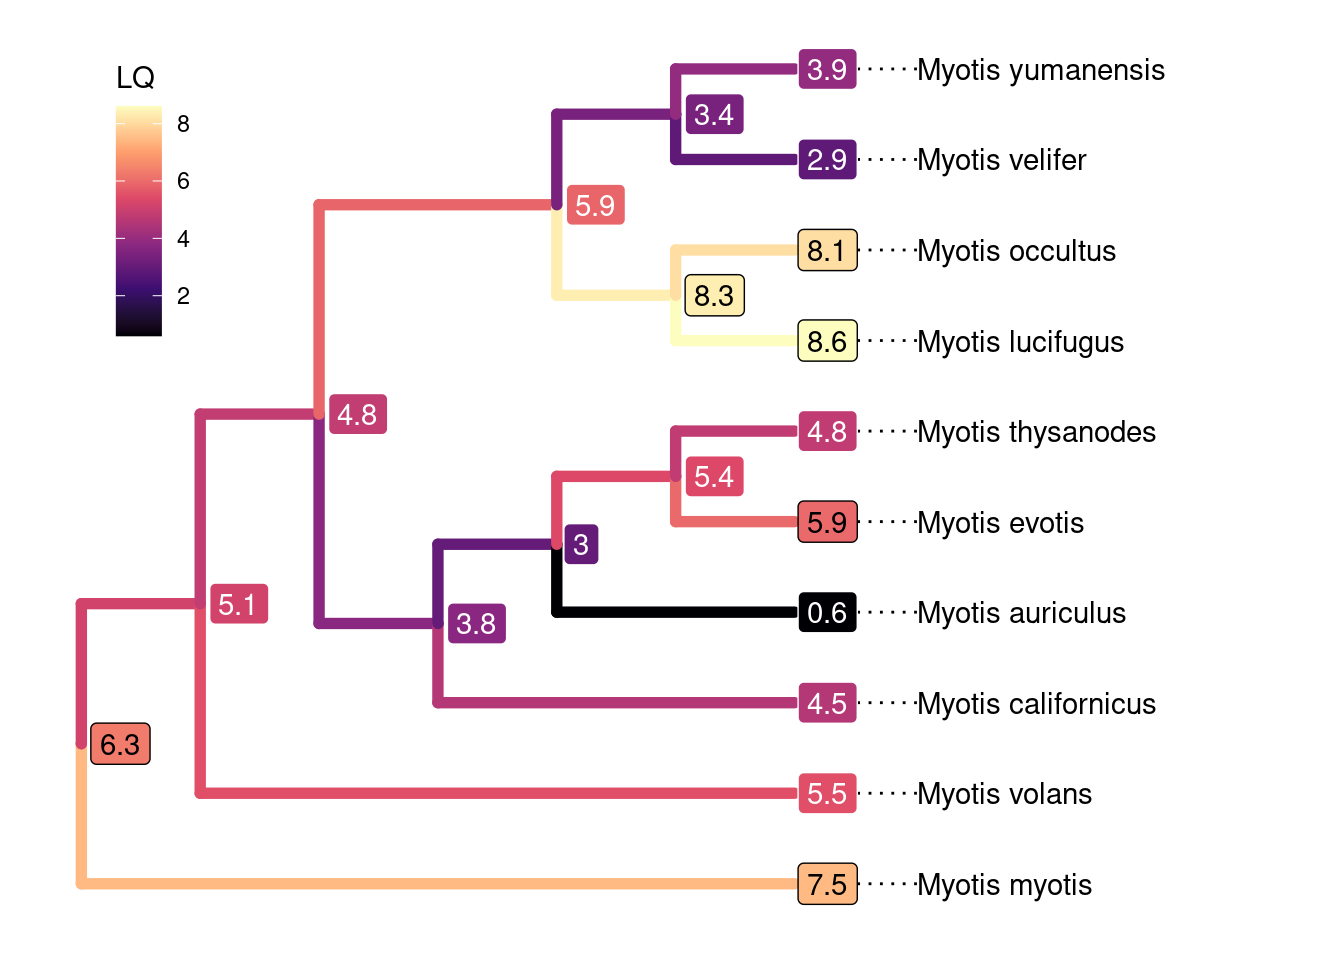 LQ
8
6
4
2
3.9 Myotis yumanensis
3.4
2.9 Myotis velifer
5.9
8.1 Myotis occultus
8.3
8.6 Myotis lucifugus
4.8
4.8 Myotis thysanodes
5.4
5.9 Myotis evotis
3
5.1
0.6 Myotis auriculus
3.8
4.5 Myotis californicus
6.3
5.5 Myotis volans
7.5 Myotis myotis